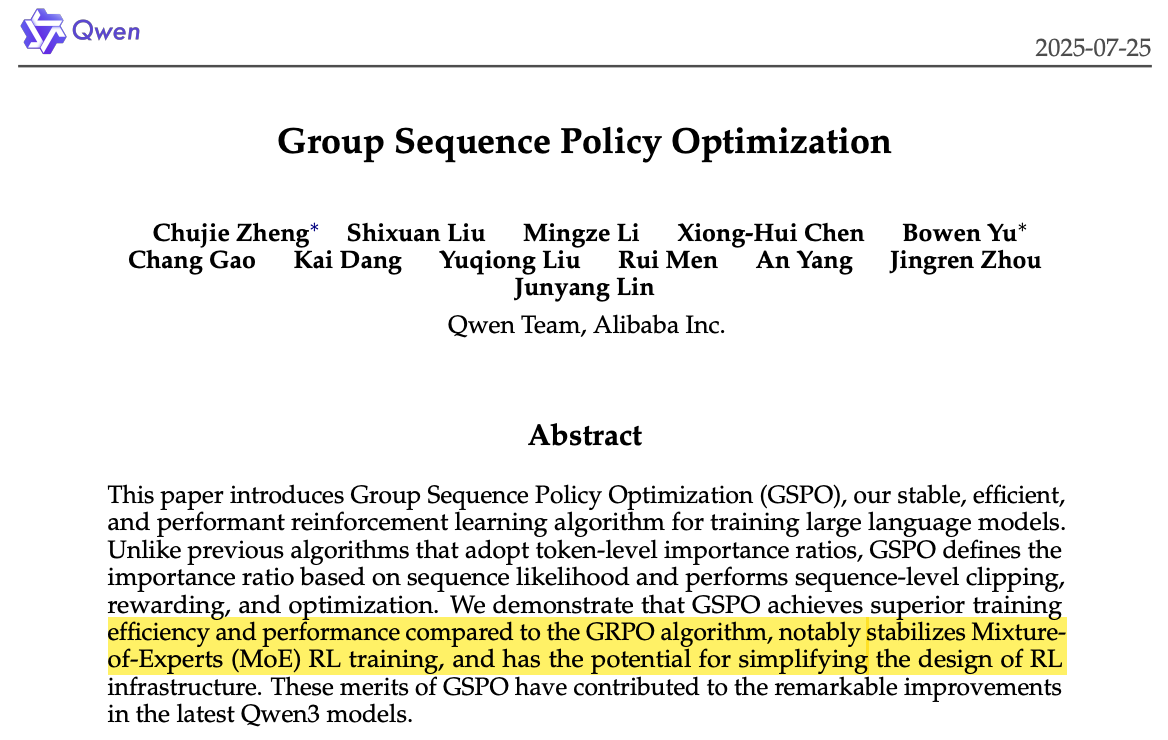 Qwen
2025-07-25
Group Sequence Policy Optimization
Chujie Zheng* Shixuan Liu Mingze Li Xiong-Hui Chen Bowen Yu*
Chang Gao Kai Dang Yuqiong Liu Rui Men An Yang Jingren Zhou
Junyang Lin
Qwen Team, Alibaba Inc.
Abstract
This paper introduces Group Sequence Policy Optimization (GSPO), our stable, efficient,
and performant reinforcement learning algorithm for training large language models.
Unlike previous algorithms that adopt token-level importance ratios, GSPO defines the
importance ratio based on sequence likelihood and performs sequence-level clipping,
rewarding, and optimization. We demonstrate that GSPO achieves superior training
efficiency and performance compared to the GRPO algorithm, notably stabilizes Mixture-
of-Experts (MoE) RL training, and has the potential for simplifying the design of RL
infrastructure. These merits of GSPO have contributed to the remarkable improvements
in the latest Qwen3 models.